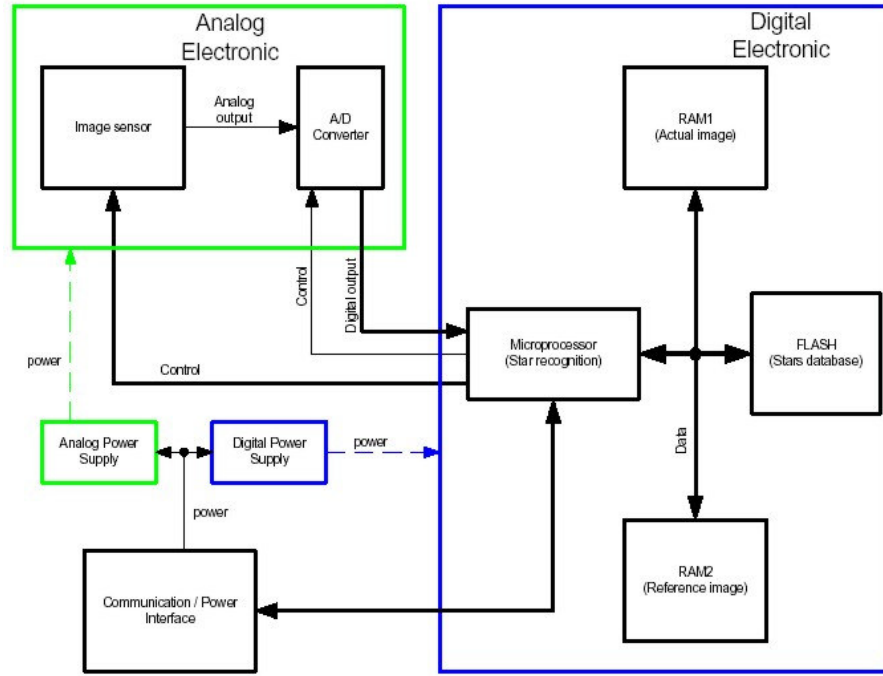 Analog
Electronic
Digital
Electronic
Image sensor
Analog
output
A/D
Converter
RAM1
(Actual image)
Control
Digital output
Microprocessor
(Star recognition)
FLASH
(Stars database)
power
Control
Analog Power
Supply
Digital Power
Supply
power
Data
power
Communication / Power
Interface
RAM2
(Reference image)